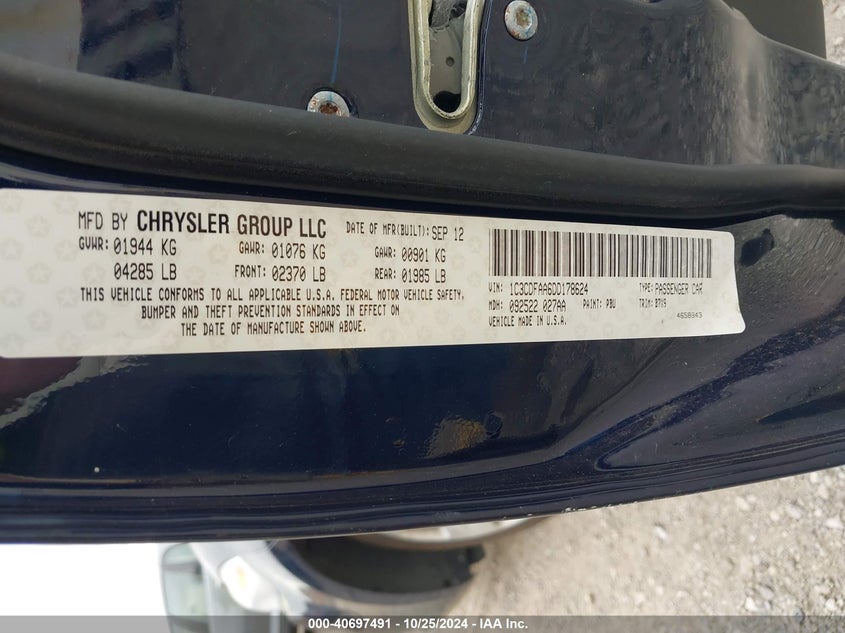 MFD BY CHRYSLER GROUP LLC DATE OF MFR(BUILT): SEP 12
GVWR: 01944 KG GAWR: 01076 KG GAWR: 00901 KG
04285 LB FRONT: 02370 LB REAR: 01985 LB
THIS VEHICLE CONFORMS TO ALL APPLICABLE U.S.A. FEDERAL MOTOR VEHICLE SAFETY,
BUMPER AND THEFT PREVENTION STANDARDS IN EFFECT ON
THE DATE OF MANUFACTURE SHOWN ABOVE.
VIN: 1C3CDFAA6DD178624 TYPE: PASSENGER CAR
MDH: 092522 027AA PAINT: PBU TRIM: B7X9
VEHICLE MADE IN U.S.A. 4658343
000-40697491 - 10/25/2024 - IAA Inc.